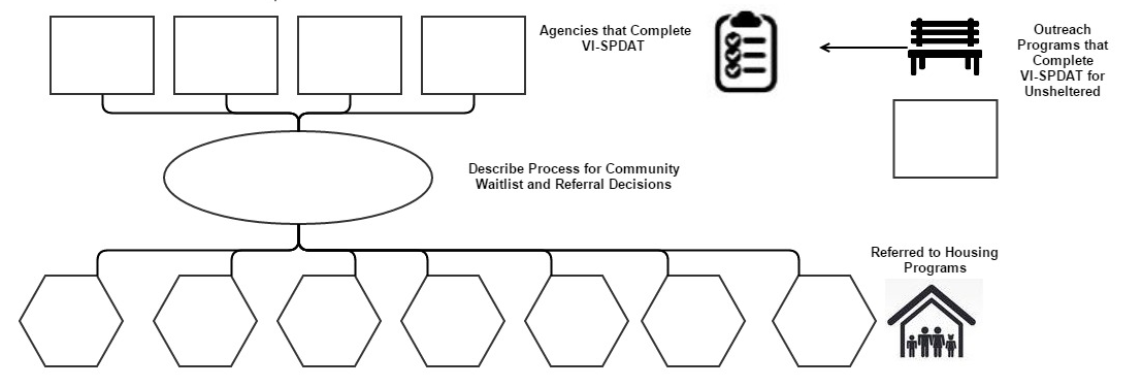 Agencies that Complete
VI-SPDAT
Outreach
Programs that
Complete
VI-SPDAT for
Unsheltered
Describe Process for Community
Waitlist and Referral Decisions
Referred to Housing
Programs